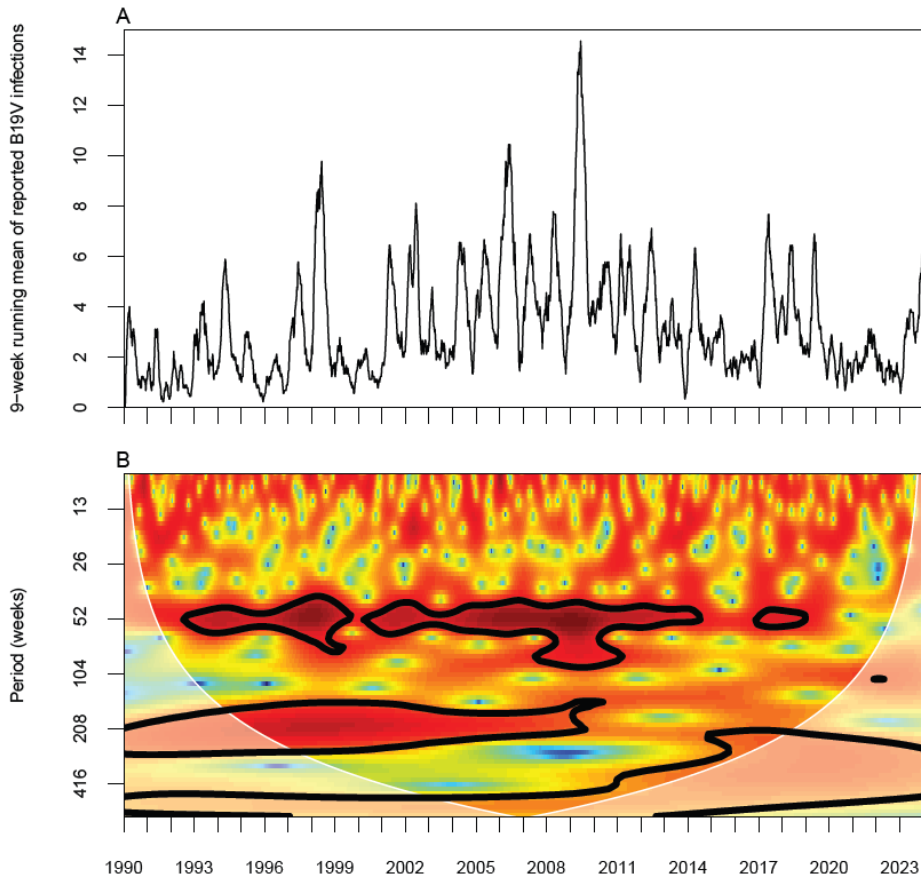 A
9−week running mean of reported B19V infections
14
12
10
8
6
4
2
0
B
Period (weeks)
13
26
52
104
208
416
1990 1993 1996 1999 2002 2005 2008 2011 2014 2017 2020 2023